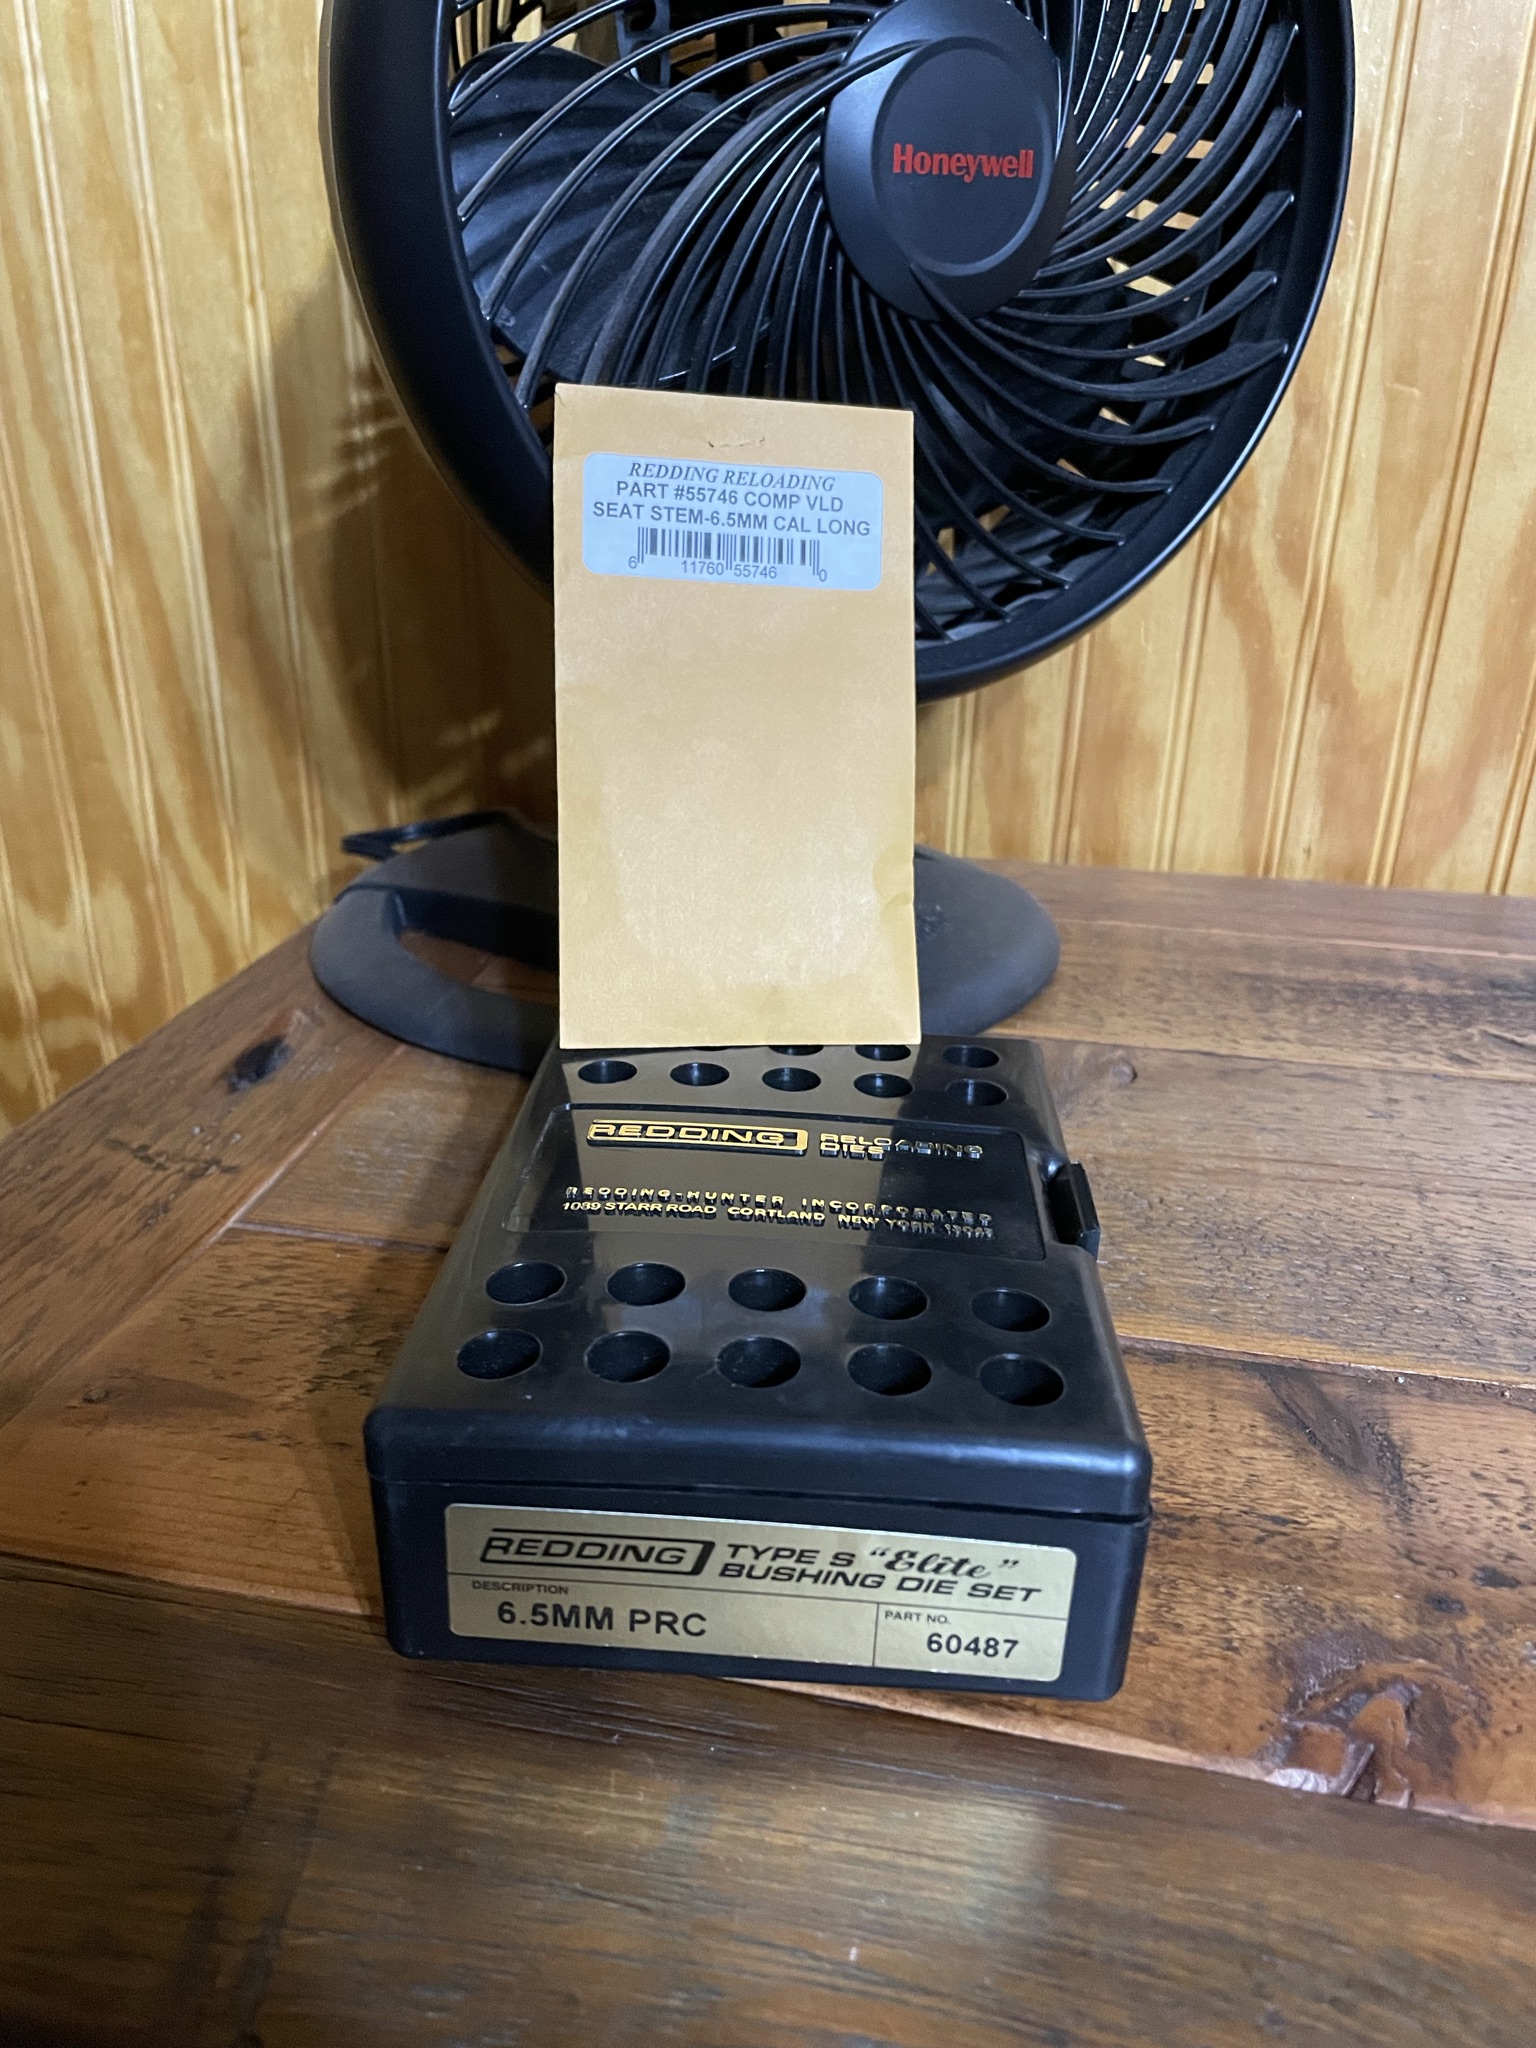 Honeywell
REDDING RELOADING
PART #55746 COMP VLD
SEAT STEM-6.5MM CAL LONG
6 11760 55746 0
REDDING RELOADING
DIES
REDDING-HUNTER INCORPORATED
1089 STARR ROAD CORTLAND NEW YORK 13045
REDDING TYPE S "Elite"
BUSHING DIE SET
DESCRIPTION
6.5MM PRC
PART NO.
60487